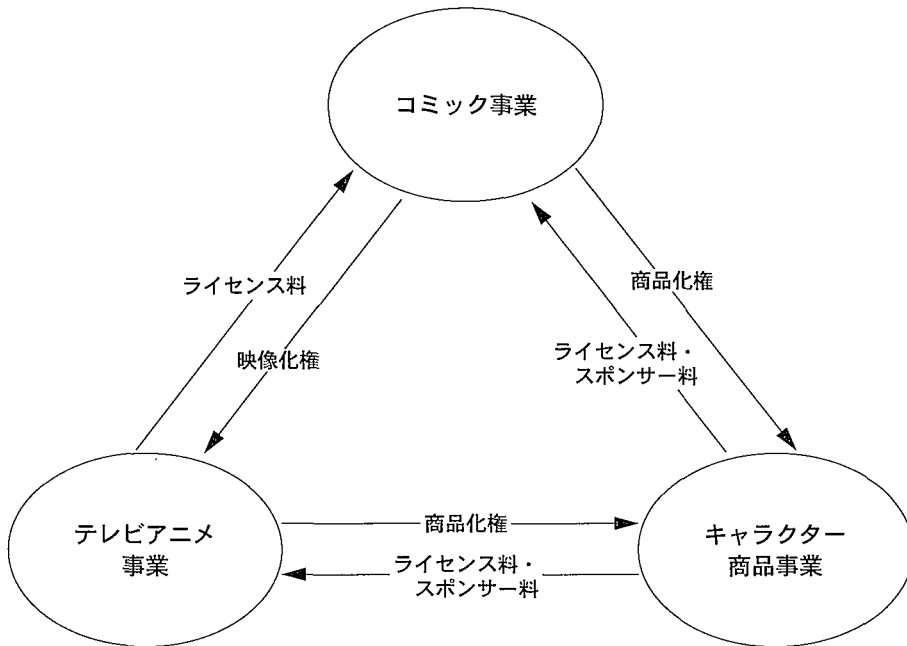 コミック事業
ライセンス料
商品化権
映像化権
ライセンス料・
スポンサー料
テレビアニメ
事業
商品化権
ライセンス料・
スポンサー料
キャラクター
商品事業